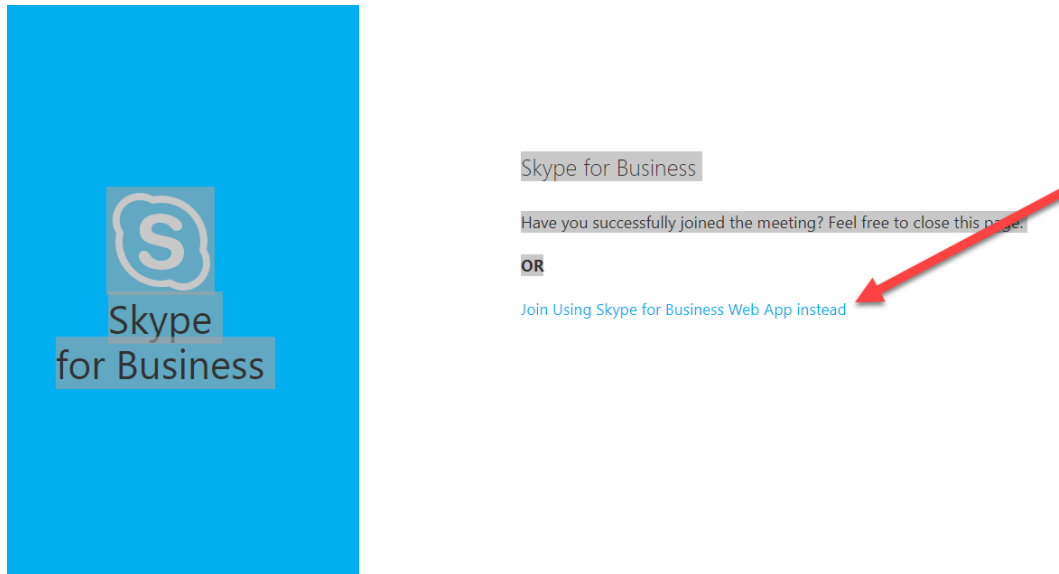 Skype
for Business
Skype for Business
Have you successfully joined the meeting? Feel free to close this page.
OR
Join Using Skype for Business Web App instead